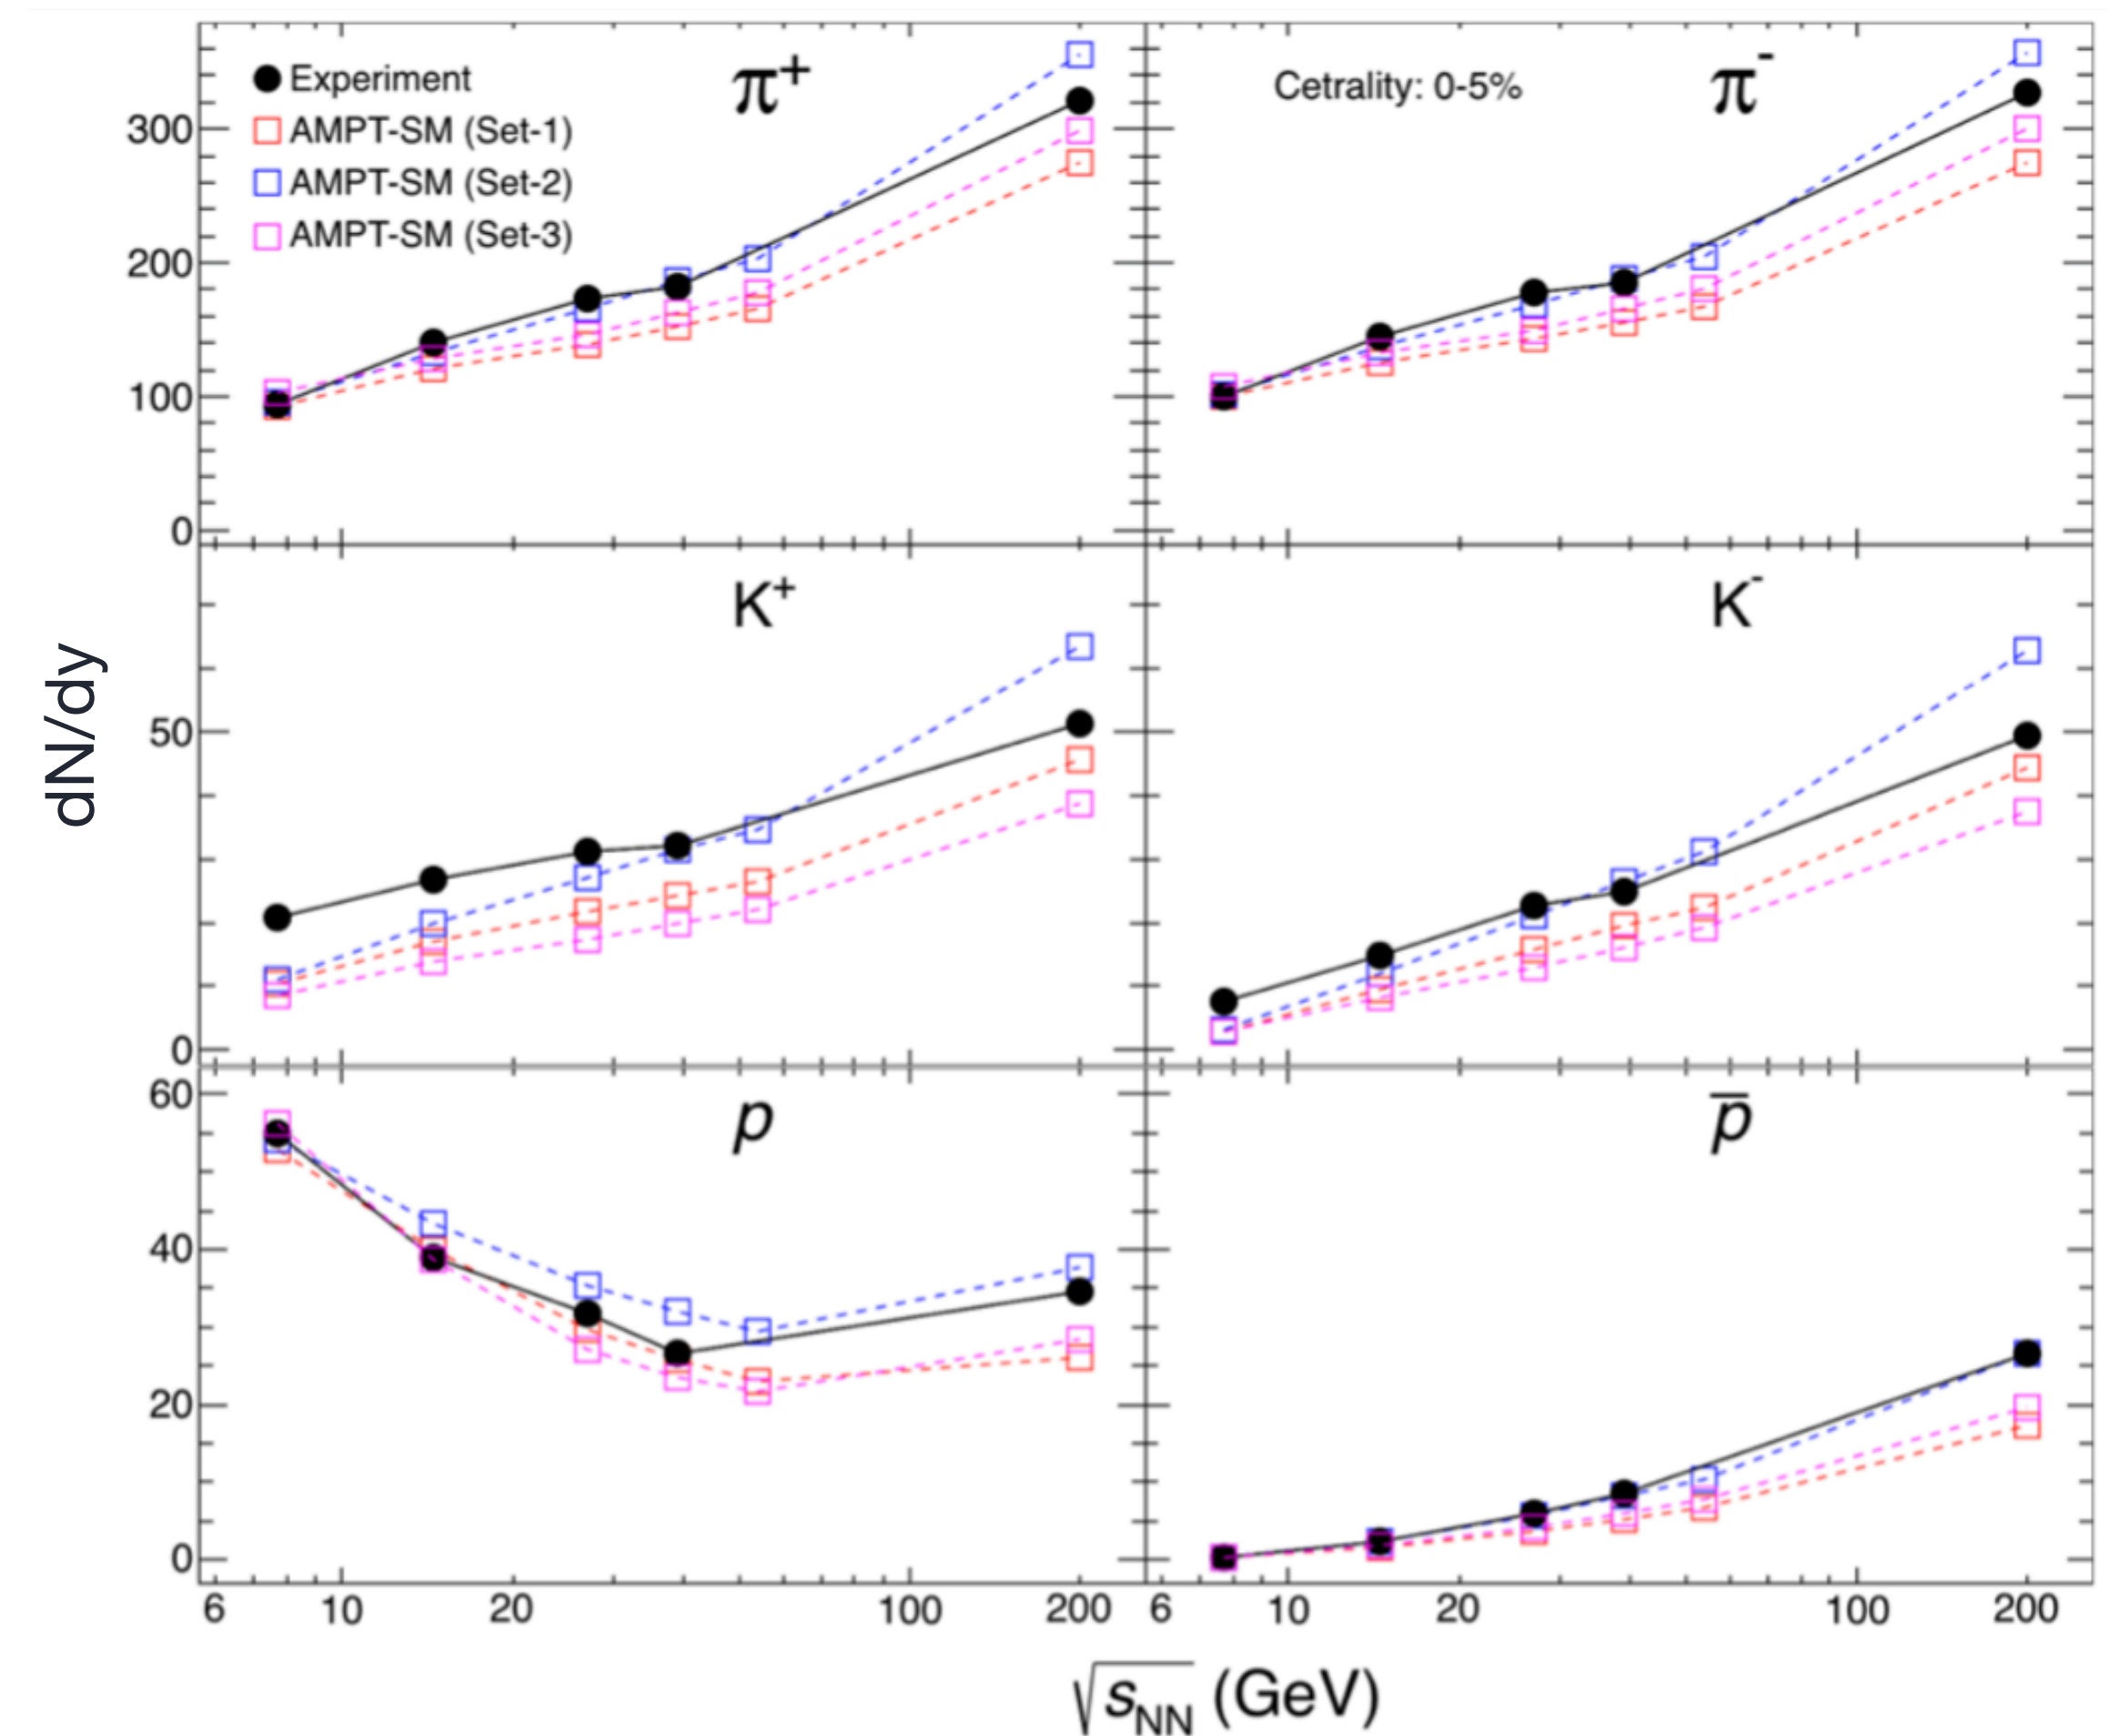 π+
Experiment
AMPT-SM (Set-1)
AMPT-SM (Set-2)
AMPT-SM (Set-3)
300
200
100
0
Cetrality: 0-5%
π-
dN/dy
K+
50
0
K-
p
60
40
20
0
p̅
6 10 20 100 200
6 10 20 100 200
√sNN (GeV)